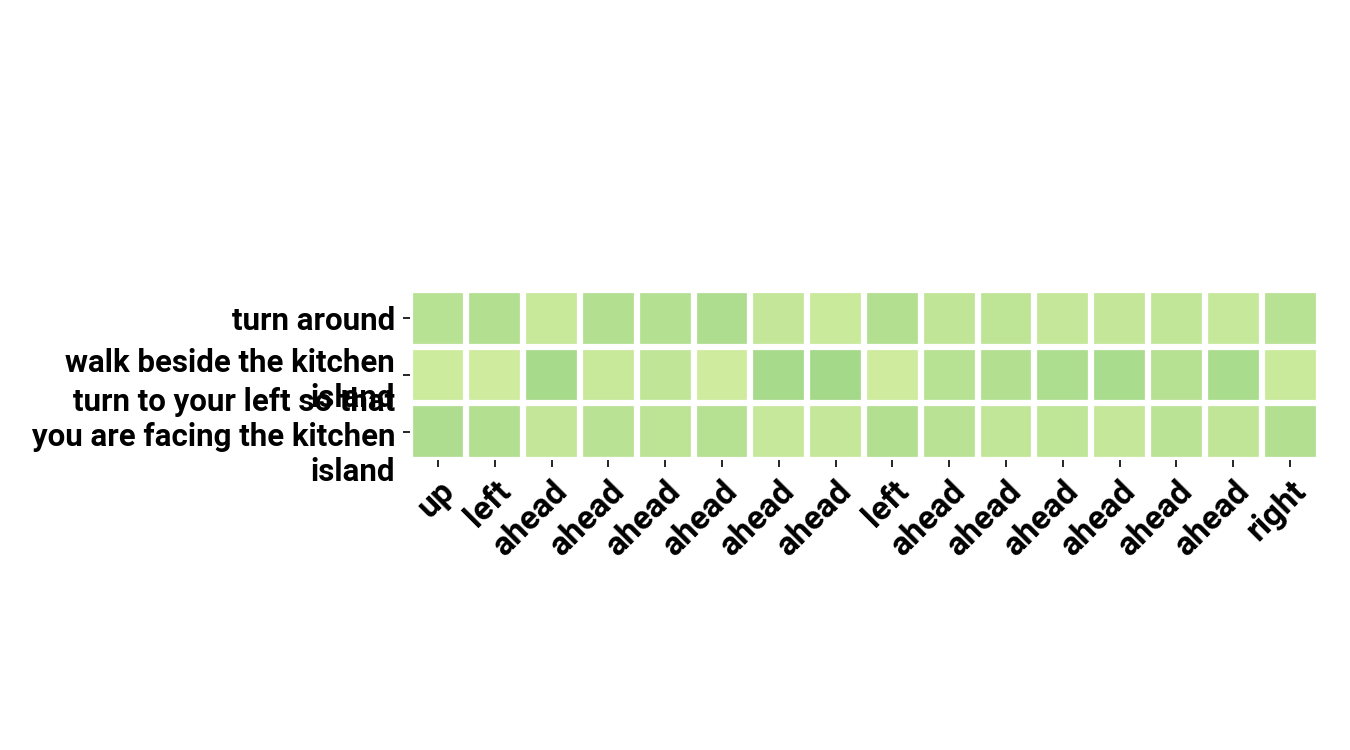 turn around
walk beside the kitchen
island
turn to your left so that
you are facing the kitchen
island
up
left
ahead
ahead
ahead
ahead
ahead
ahead
left
ahead
ahead
ahead
ahead
ahead
ahead
right